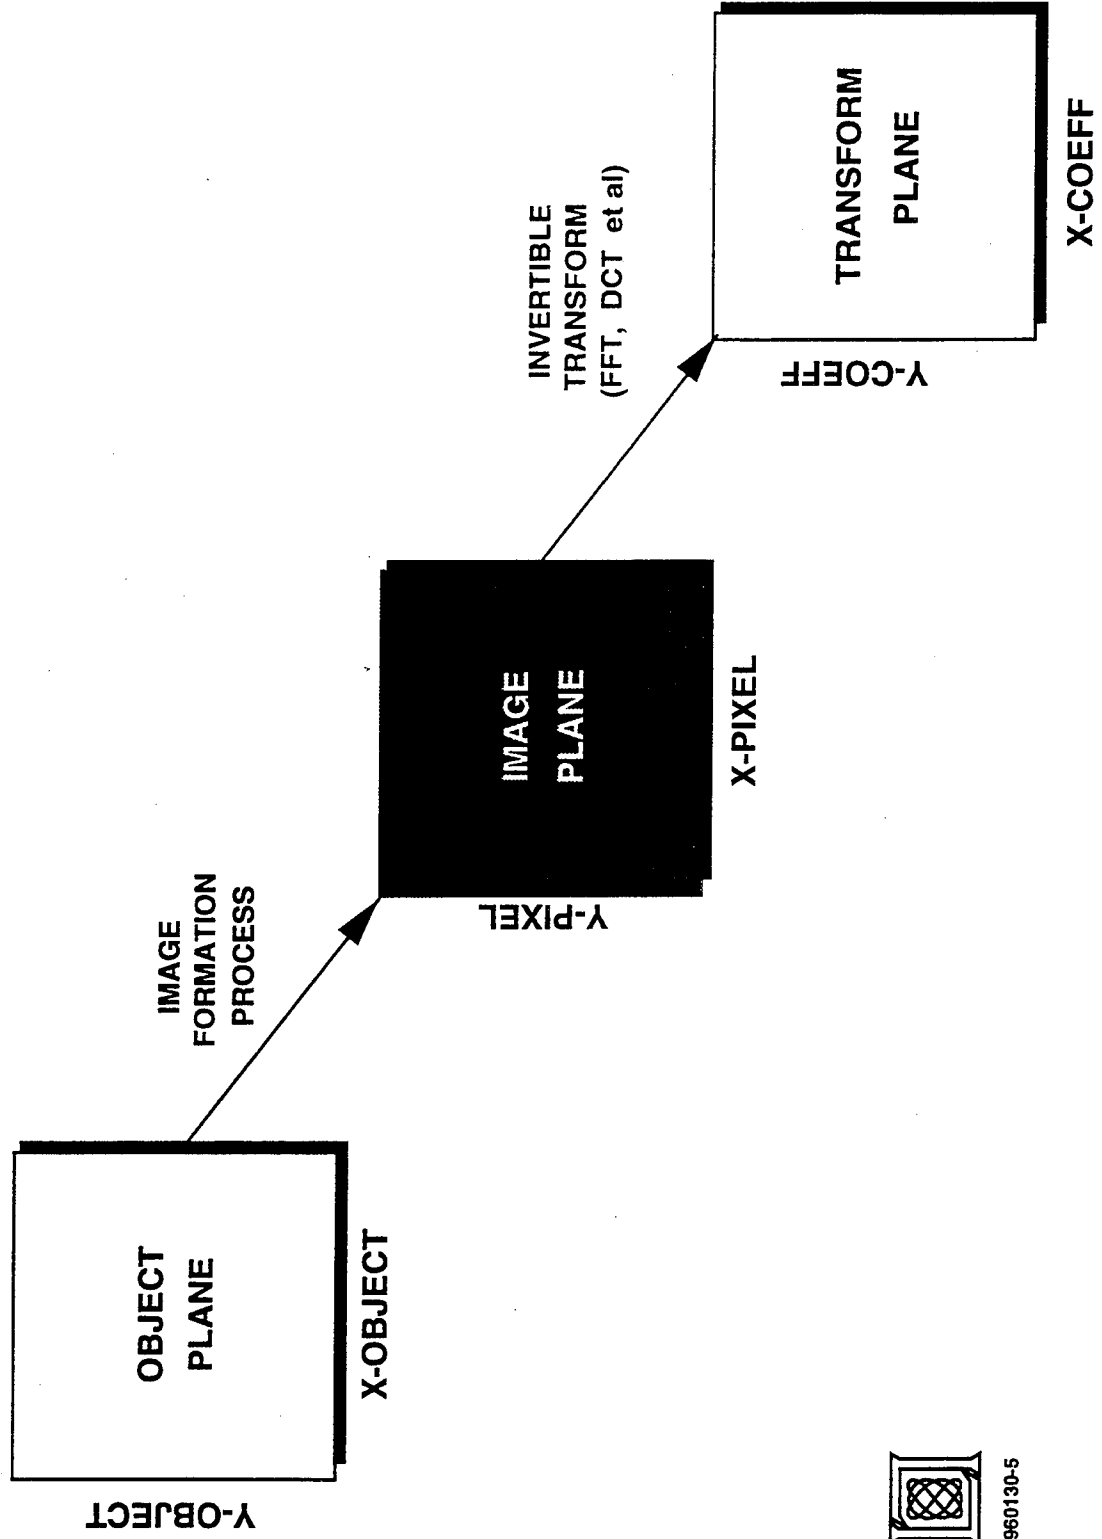 Y-OBJECT
OBJECT
PLANE
X-OBJECT
IMAGE
FORMATION
PROCESS
Y-PIXEL
IMAGE
PLANE
X-PIXEL
INVERTIBLE
TRANSFORM
(FFT, DCT et al)
Y-COEFF
TRANSFORM
PLANE
X-COEFF
960130-5